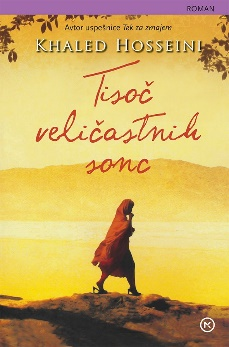 ROMAN
Avtor uspešnice Tek za zmajem
KHALED HOSSEINI
Tisoč
veličastnih
sonc